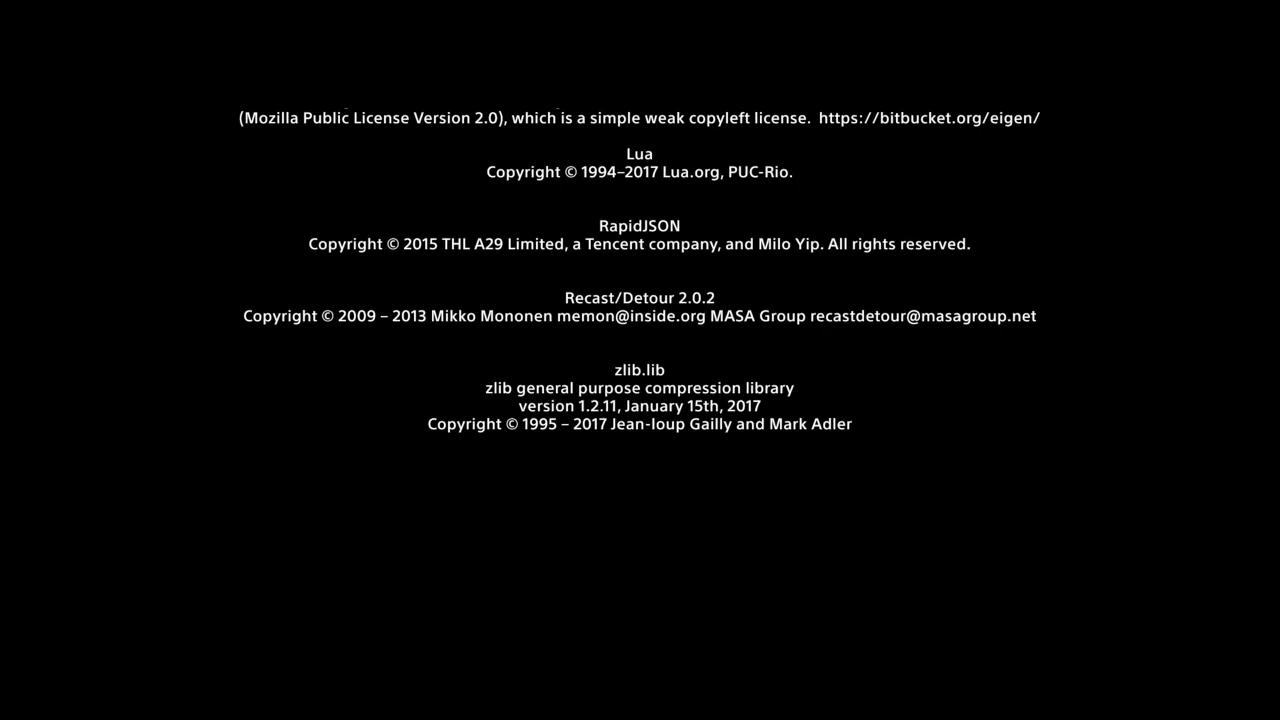 (Mozilla Public License Version 2.0), which is a simple weak copyleft license.  https://bitbucket.org/eigen/
Lua
Copyright © 1994–2017 Lua.org, PUC-Rio.
RapidJSON
Copyright © 2015 THL A29 Limited, a Tencent company, and Milo Yip. All rights reserved.
Recast/Detour 2.0.2
Copyright © 2009 – 2013 Mikko Mononen memon@inside.org MASA Group recastdetour@masagroup.net
zlib.lib
zlib general purpose compression library
version 1.2.11, January 15th, 2017
Copyright © 1995 – 2017 Jean-loup Gailly and Mark Adler